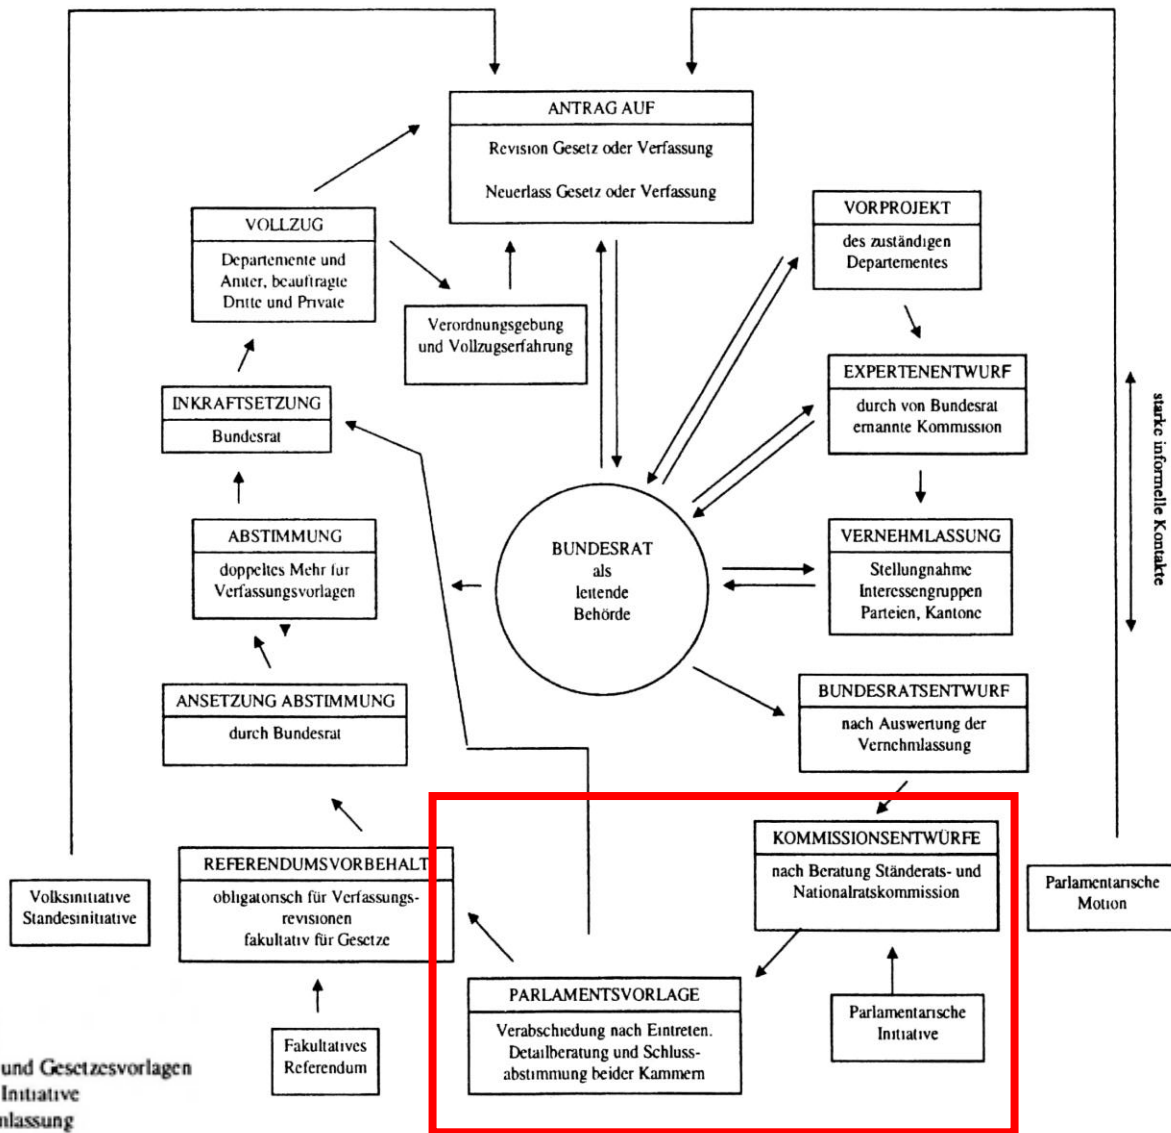 ANTRAG AUF
Revision Gesetz oder Verfassung
Neuerlass Gesetz oder Verfassung
VOLLZUG
Departemente und
Ämter, beauftragte
Dritte und Private
Verordnungsgebung
und Vollzugserfahrung
VORPROJEKT
des zuständigen
Departementes
INKRAFTSETZUNG
Bundesrat
EXPERTENENTWURF
durch von Bundesrat
ernannte Kommission
starke informelle Kontakte
ABSTIMMUNG
doppeltes Mehr für
Verfassungsvorlagen
BUNDESRAT
als
leitende
Behörde
VERNEHMLASSUNG
Stellungnahme
Interessengruppen
Parteien, Kantone
ANSETZUNG ABSTIMMUNG
durch Bundesrat
BUNDESRATSENTWURF
nach Auswertung der
Vernehmlassung
REFERENDUMSVORBEHALT
obligatorisch für Verfassungs-
revisionen
fakultativ für Gesetze
KOMMISSIONSENTWÜRFE
nach Beratung Ständerats- und
Nationalratskommission
Volksinitiative
Standesinitiative
Parlamentarische
Motion
PARLAMENTSVORLAGE
Verabschiedung nach Eintreten.
Detailberatung und Schluss-
abstimmung beider Kammern
Parlamentarische
Initiative
Fakultatives
Referendum
und Gesetzesvorlagen
Initiative
nlassung